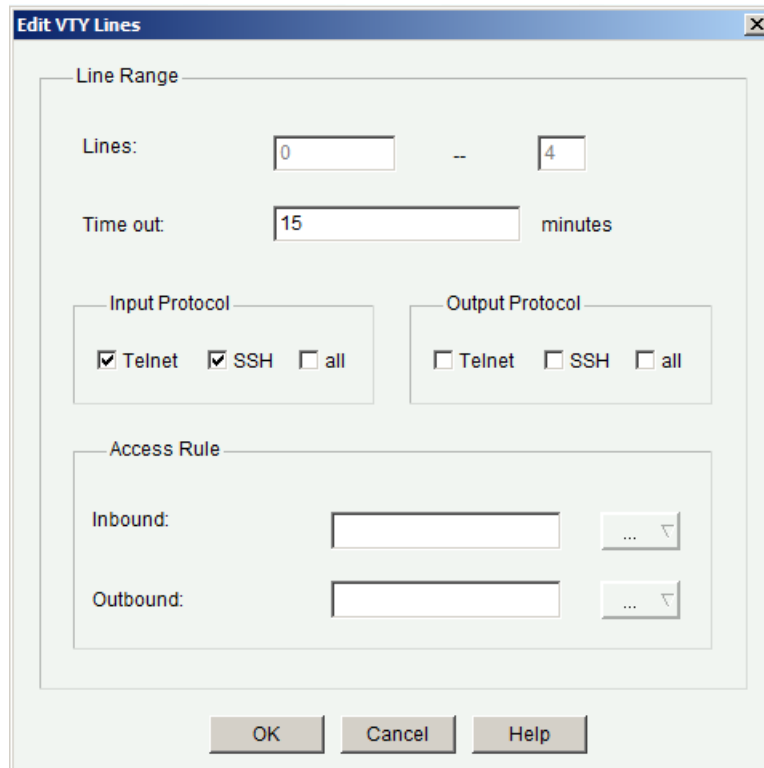 Edit VTY Lines
Line Range
Lines: 0 -- 4
Time out: 15 minutes
Input Protocol Output Protocol
Telnet SSH all Telnet SSH all
Access Rule
Inbound: ...
Outbound: ...
OK Cancel Help